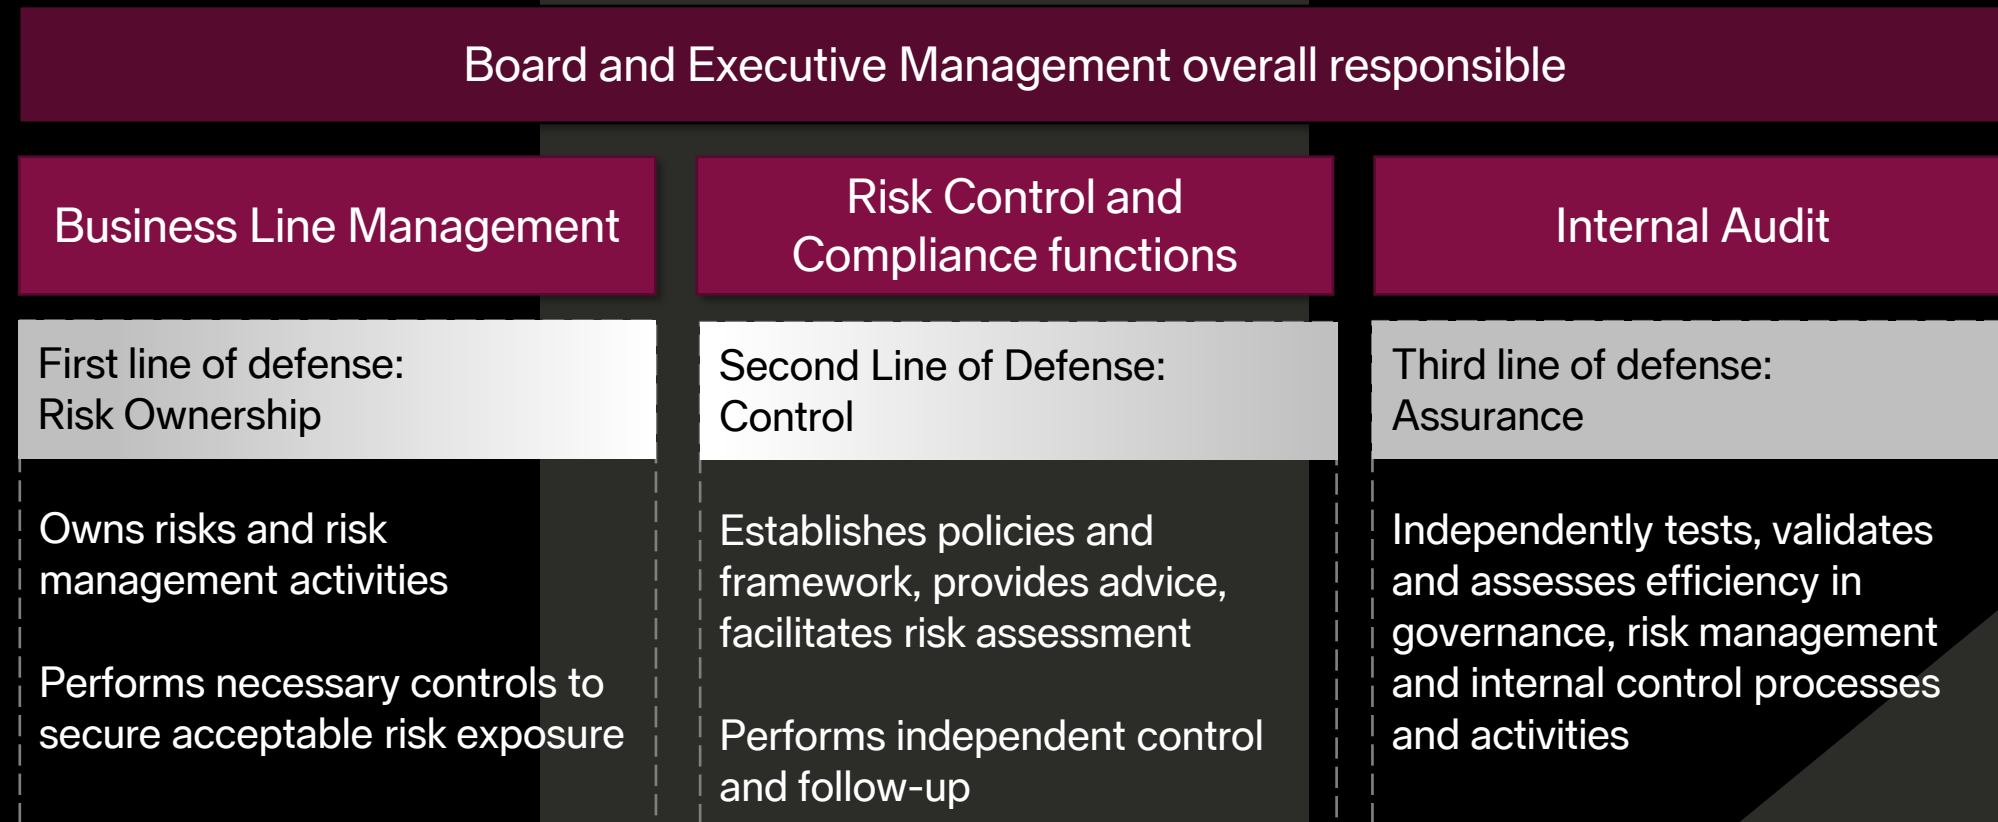 Board and Executive Management overall responsible
Business Line Management
Risk Control and
Compliance functions
Internal Audit
First line of defense:
Risk Ownership
Owns risks and risk
management activities
Performs necessary controls to
secure acceptable risk exposure
Second Line of Defense:
Control
Establishes policies and
framework, provides advice,
facilitates risk assessment
Performs independent control
and follow-up
Third line of defense:
Assurance
Independently tests, validates
and assesses efficiency in
governance, risk management
and internal control processes
and activities